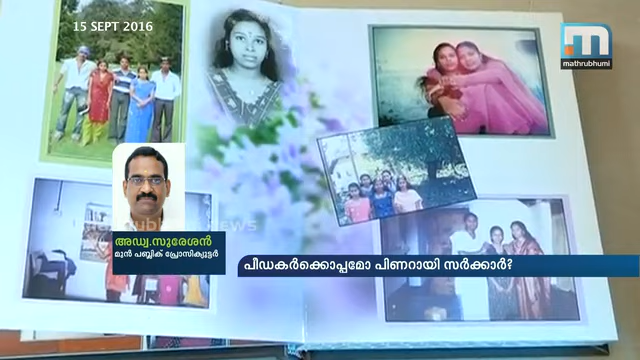 15 SEPT 2016
mathrubhumi
അഡ്വ.സുരേശൻ
മുൻ പബ്ലിക് പ്രോസിക്യൂട്ടർ
പീഡകർക്കൊപ്പമോ പിണറായി സർക്കാർ?